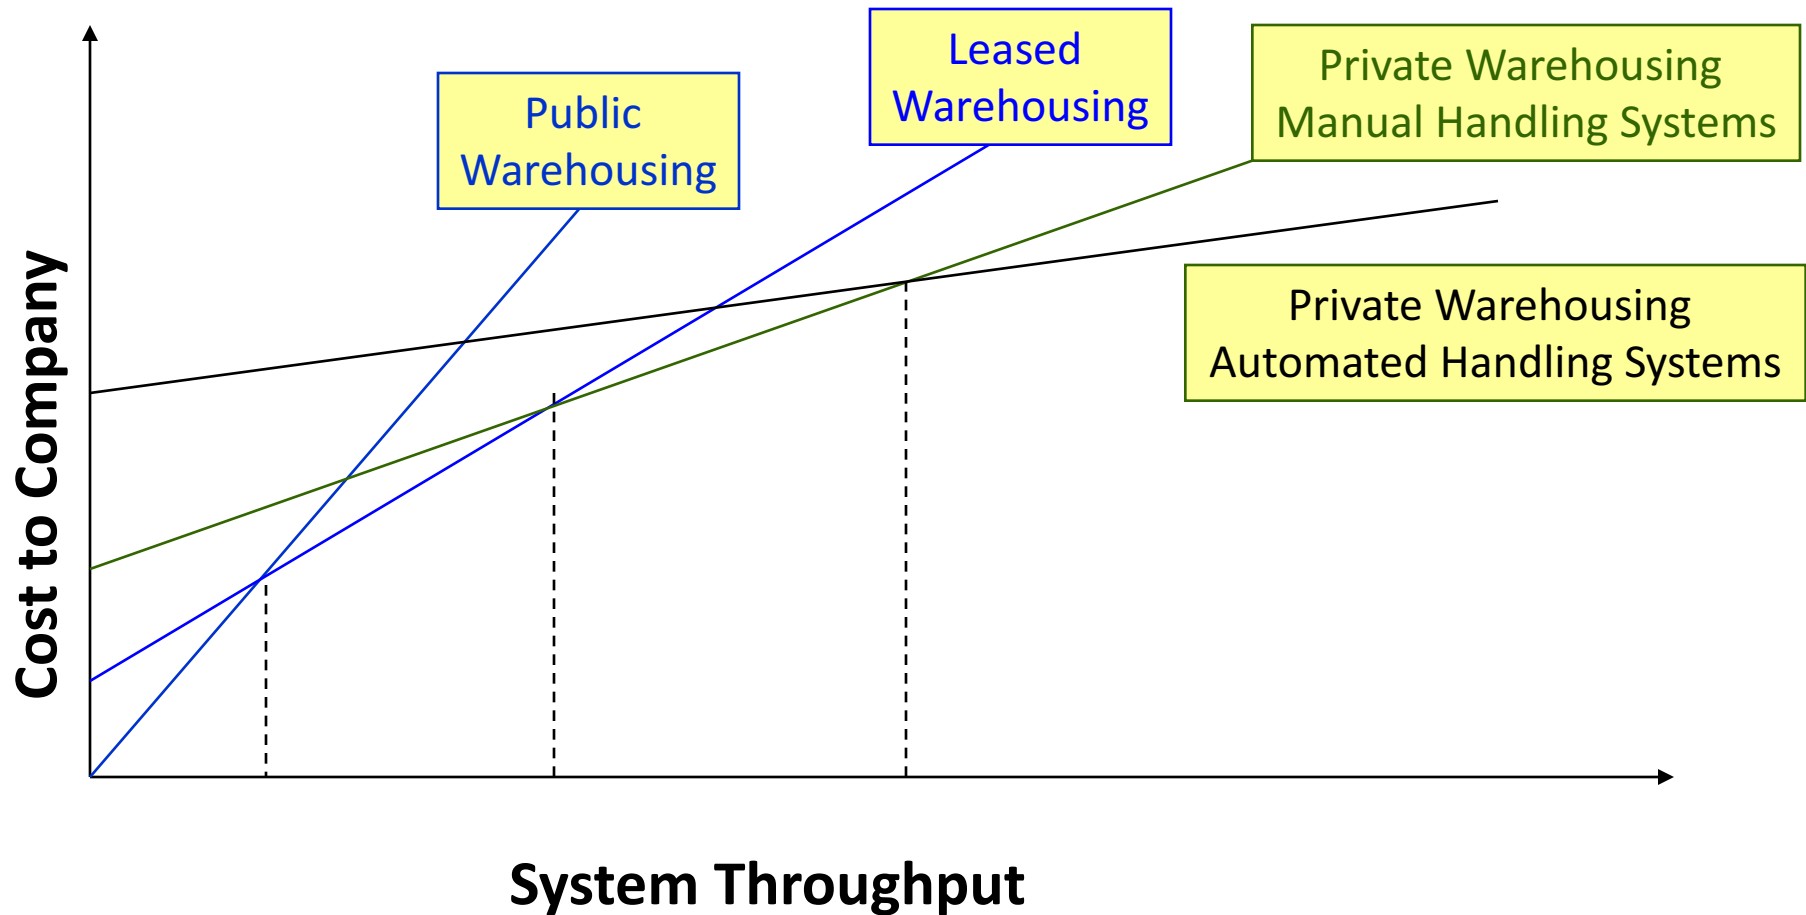 Public
Warehousing
Leased
Warehousing
Private Warehousing
Manual Handling Systems
Private Warehousing
Automated Handling Systems
Cost to Company
System Throughput